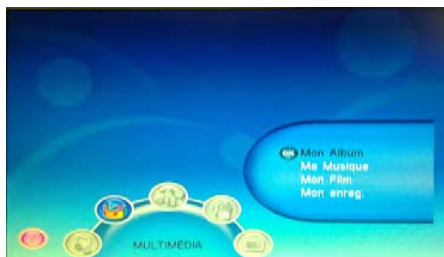 OK Mon Album
Ma Musique
Mon Film
Mon enreg.
MULTIMÉDIA